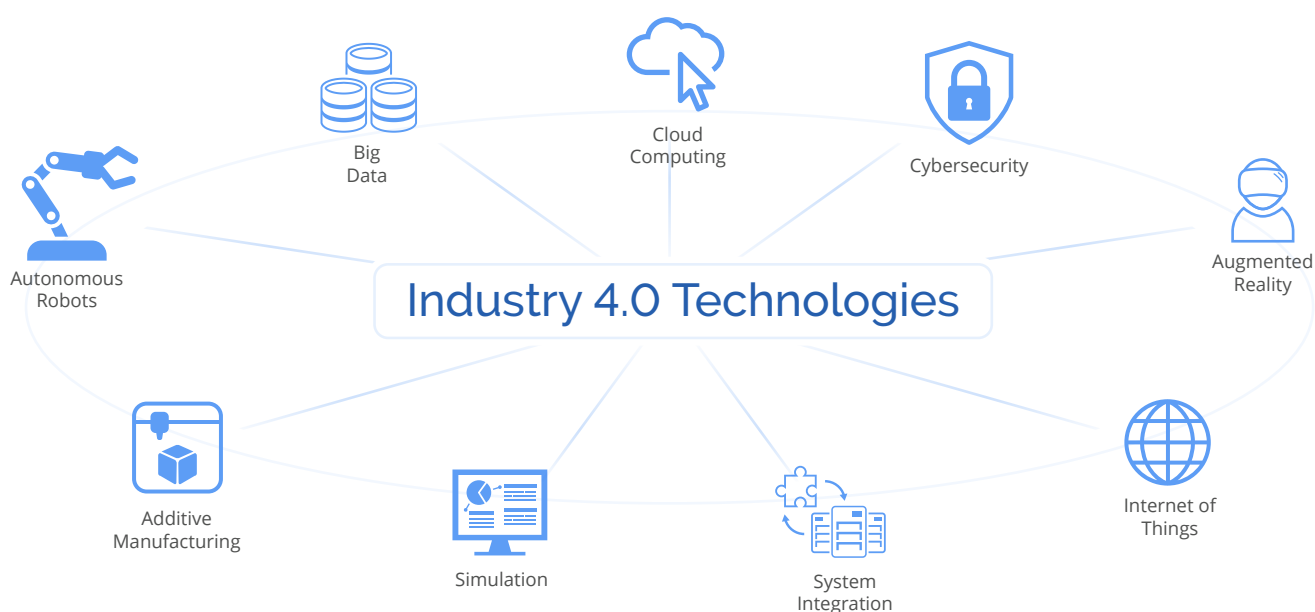 Cloud
Computing
Big
Data
Cybersecurity
Autonomous
Robots
Augmented
Reality
Industry 4.0 Technologies
Additive
Manufacturing
Simulation
System
Integration
Internet of
Things